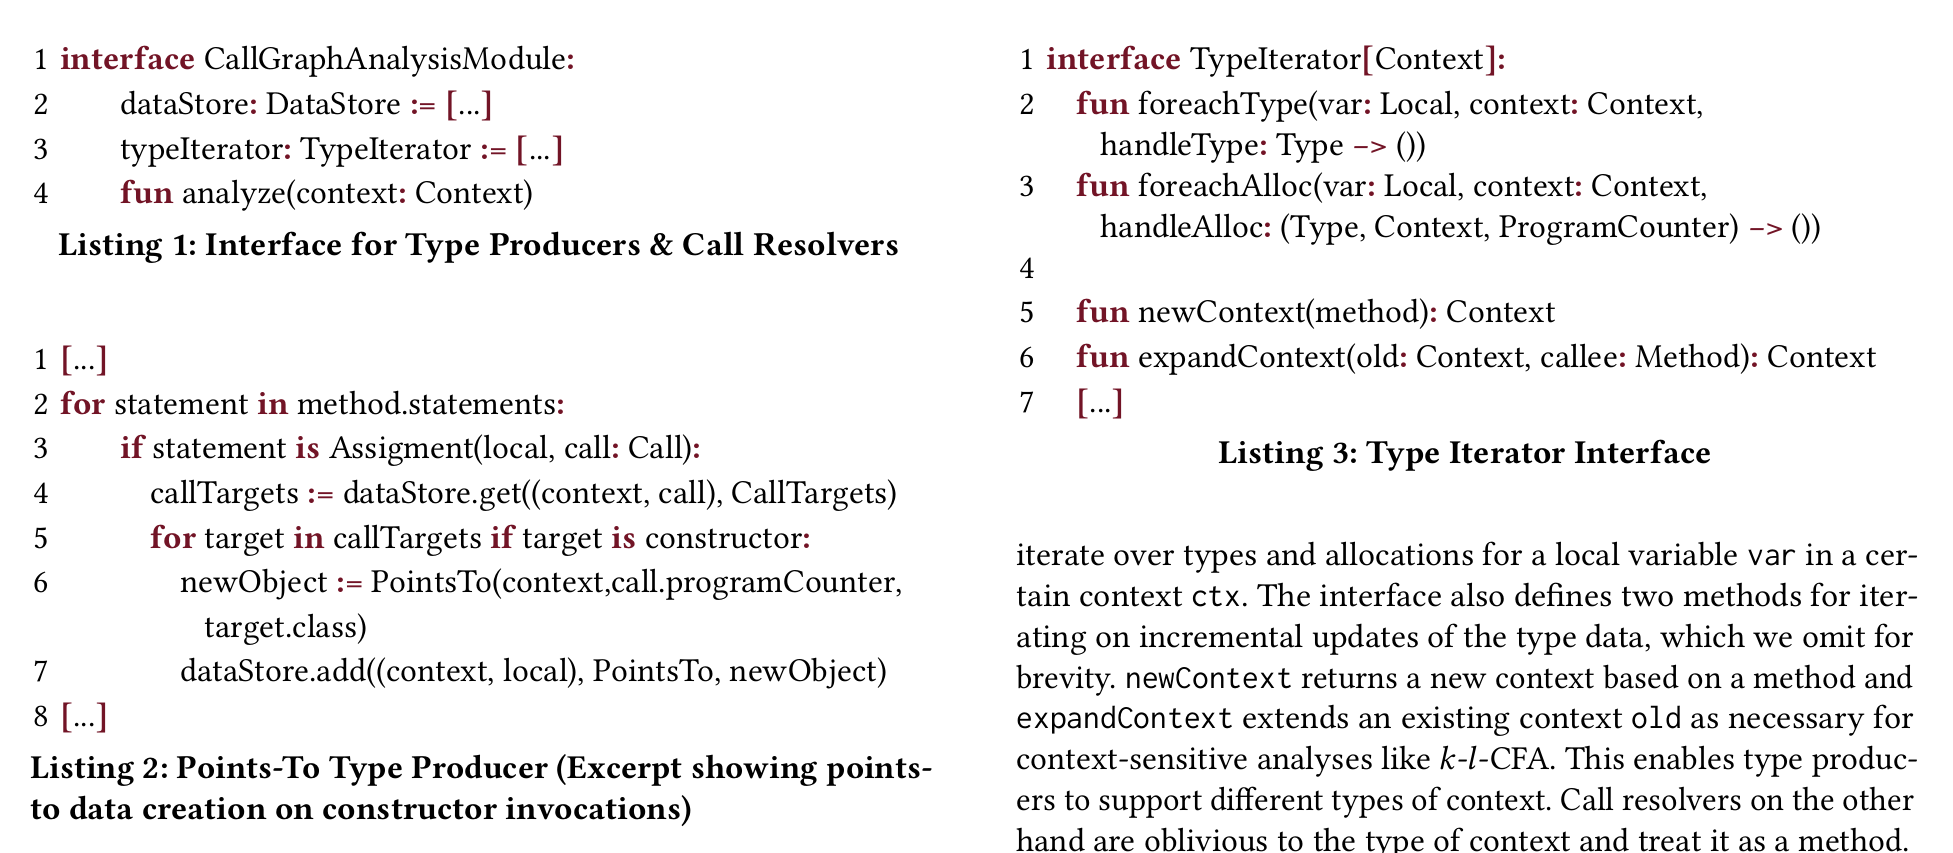 1 interface CallGraphAnalysisModule:
2 dataStore: DataStore := [...]
3 typeIterator: TypeIterator := [...]
4 fun analyze(context: Context)
Listing 1: Interface for Type Producers & Call Resolvers
1 [...]
2 for statement in method.statements:
3 if statement is Assigment(local, call: Call):
4 callTargets := dataStore.get((context, call), CallTargets)
5 for target in callTargets if target is constructor:
6 newObject := PointsTo(context,call.programCounter,
target.class)
7 dataStore.add((context, local), PointsTo, newObject)
8 [...]
Listing 2: Points-To Type Producer (Excerpt showing points-
to data creation on constructor invocations)
1 interface TypeIterator[Context]:
2 fun foreachType(var: Local, context: Context,
handleType: Type –> ())
3 fun foreachAlloc(var: Local, context: Context,
handleAlloc: (Type, Context, ProgramCounter) –> ())
4
5 fun newContext(method): Context
6 fun expandContext(old: Context, callee: Method): Context
7 [...]
Listing 3: Type Iterator Interface
iterate over types and allocations for a local variable var in a cer-
tain context ctx. The interface also defines two methods for iter-
ating on incremental updates of the type data, which we omit for
brevity. newContext returns a new context based on a method and
expandContext extends an existing context old as necessary for
context-sensitive analyses like k-l-CFA. This enables type produc-
ers to support different types of context. Call resolvers on the other
hand are oblivious to the type of context and treat it as a method.